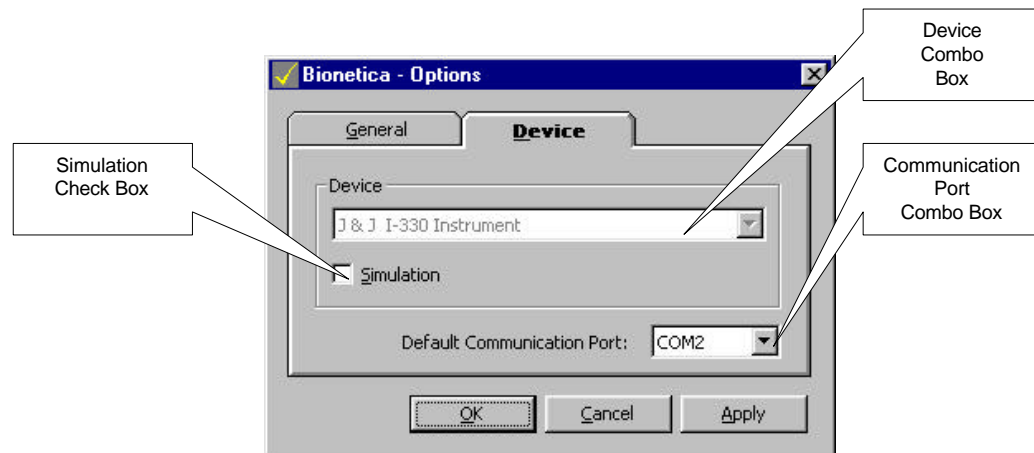 Device
Combo
Box
Bionetica - Options
General
Device
Simulation
Check Box
Communication
Port
Combo Box
Device
J & J I-330 Instrument
Simulation
Default Communication Port:
COM2
OK
Cancel
Apply